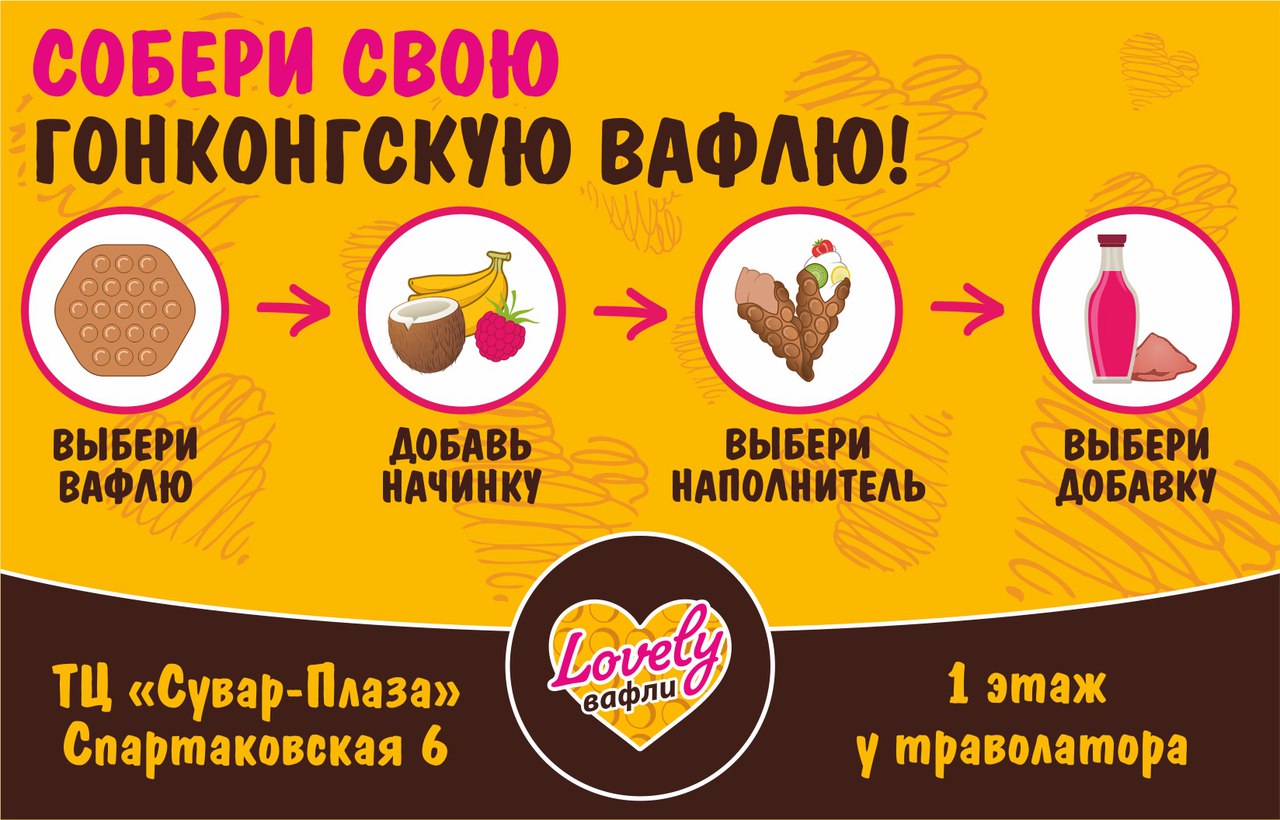 СОБЕРИ СВОЮ
ГОНКОНГСКУЮ ВАФЛЮ!
ВЫБЕРИ
ВАФЛЮ
ДОБАВЬ
НАЧИНКУ
ВЫБЕРИ
НАПОЛНИТЕЛЬ
ВЫБЕРИ
ДОБАВКУ
ТЦ «Сувар-Плаза»
Спартаковская 6
Lovely
вафли
1 этаж
у траволатора